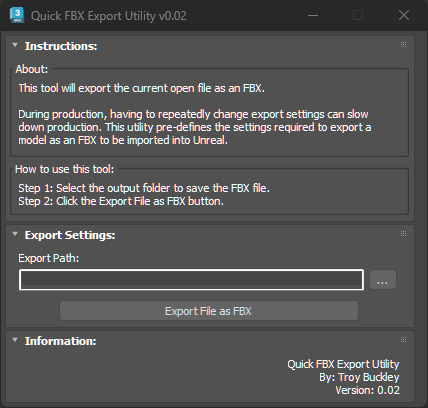 Quick FBX Export Utility v0.02
Instructions:
About:
This tool will export the current open file as an FBX.
During production, having to repeatedly change export settings can slow
down production. This utility pre-defines the settings required to export a
model as an FBX to be imported into Unreal.
How to use this tool:
Step 1: Select the output folder to save the FBX file.
Step 2: Click the Export File as FBX button.
Export Settings:
Export Path:
...
Export File as FBX
Information:
Quick FBX Export Utility
By: Troy Buckley
Version: 0.02